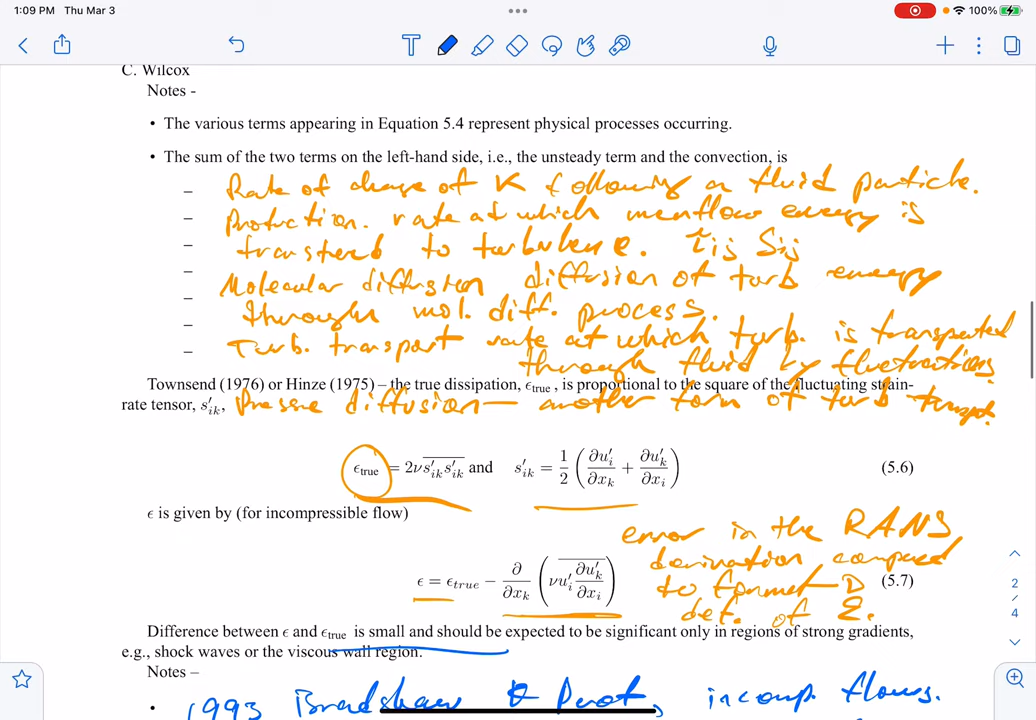 1:09 PM Thu Mar 3
100%
T
C. Wilcox
Notes -
• The various terms appearing in Equation 5.4 represent physical processes occurring.
• The sum of the two terms on the left-hand side, i.e., the unsteady term and the convection, is
– Rate of change of K following a fluid particle.
– Production. rate at which meanflow energy is
– transferd to turbulence. τij Sij
– Molecular diffusion diffusion of turb energy
– through mol. diff. process.
– Turb. transport rate at which turb. is transported
– through fluid by fluctuations
Townsend (1976) or Hinze (1975) – the true dissipation, ϵtrue, is proportional to the square of the fluctuating strain-
rate tensor, s′ik, pressure diffusion — another form of turb transpt.
ϵtrue = 2ν s′ik s′ik and s′ik = 1/2 (∂u′i/∂xk + ∂u′k/∂xi) (5.6)
ϵ is given by (for incompressible flow)
error in the RANS
derivation, compared
ϵ = ϵtrue − ∂/∂xk (νu′i ∂u′k/∂xi) to formal D (5.7)
def. of ε.
Difference between ϵ and ϵtrue is small and should be expected to be significant only in regions of strong gradients,
e.g., shock waves or the viscous wall region.
Notes –
• 1993 Bradshaw & Perot, incomp. flows.
2
/
4